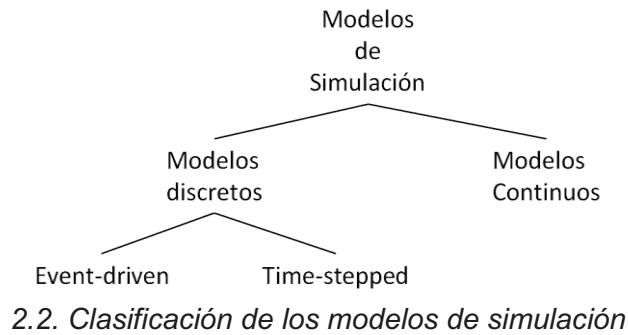 Modelos
de
Simulación
Modelos
discretos
Modelos
Continuos
Event-driven
Time-stepped
2.2. Clasificación de los modelos de simulación